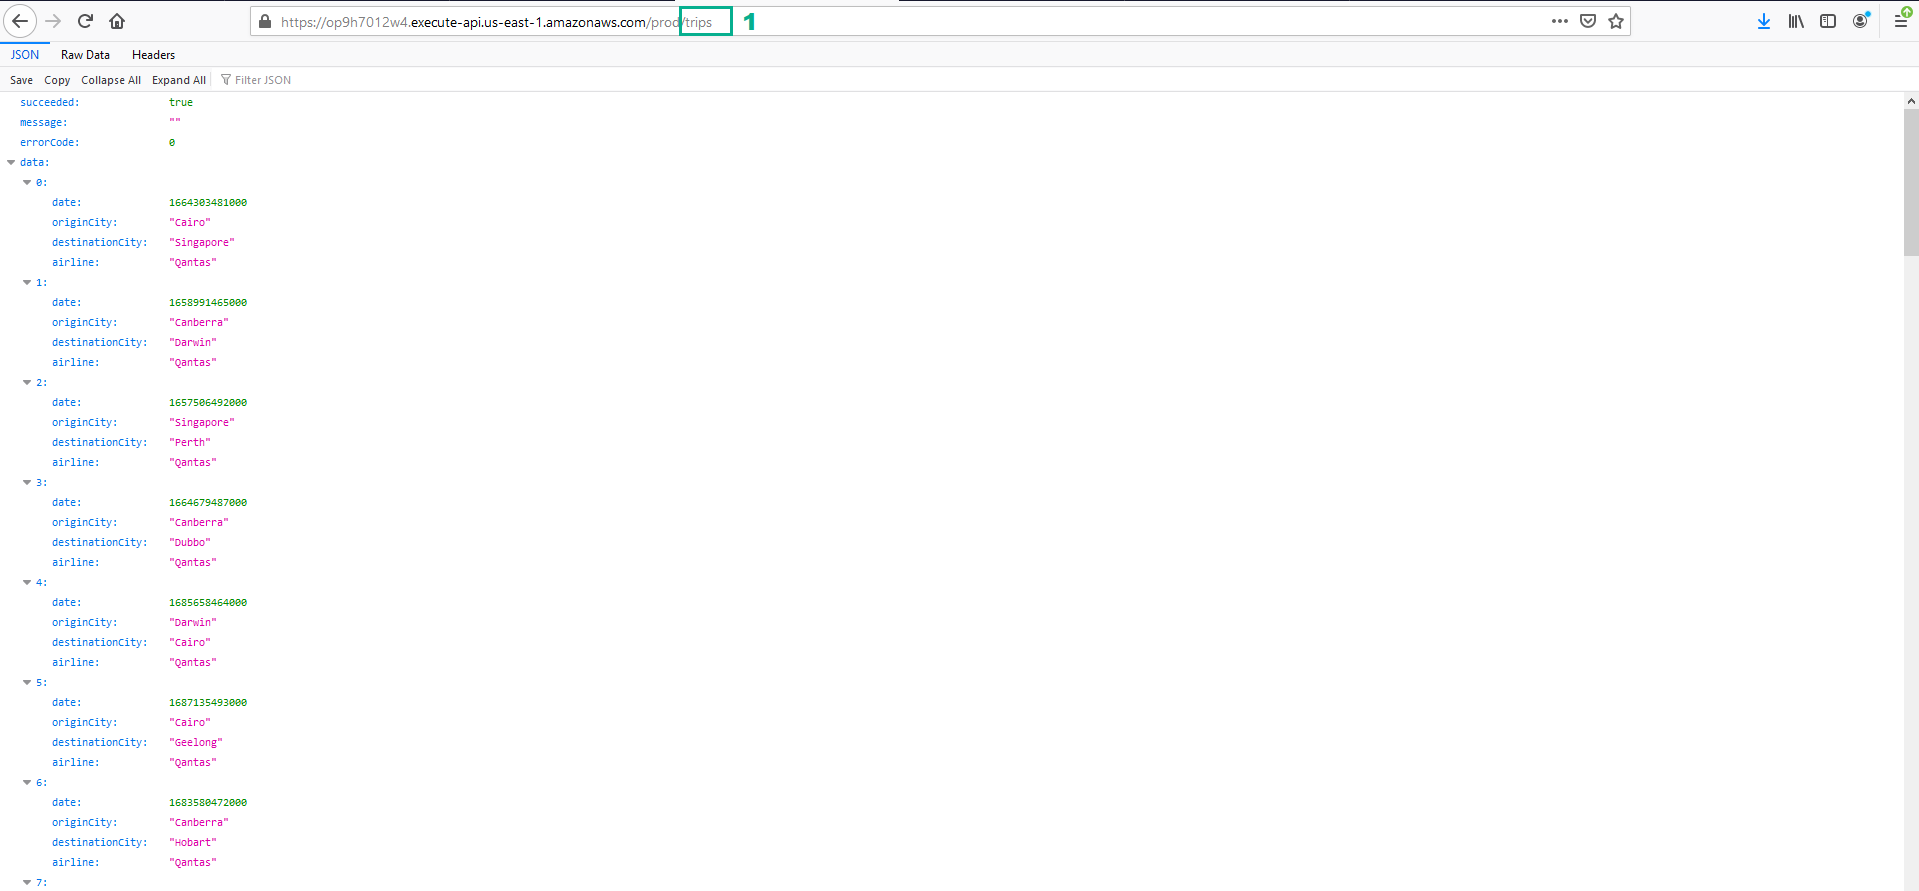 https://op9h7012w4.execute-api.us-east-1.amazonaws.com/prod/trips 1
JSON Raw Data Headers
Save Copy Collapse All Expand All Filter JSON
succeeded: true
message: ""
errorCode: 0
data:
0:
date: 1664303481000
originCity: "Cairo"
destinationCity: "Singapore"
airline: "Qantas"
1:
date: 1658991465000
originCity: "Canberra"
destinationCity: "Darwin"
airline: "Qantas"
2:
date: 1657506492000
originCity: "Singapore"
destinationCity: "Perth"
airline: "Qantas"
3:
date: 1664679487000
originCity: "Canberra"
destinationCity: "Dubbo"
airline: "Qantas"
4:
date: 1685658464000
originCity: "Darwin"
destinationCity: "Cairo"
airline: "Qantas"
5:
date: 1687135493000
originCity: "Cairo"
destinationCity: "Geelong"
airline: "Qantas"
6:
date: 1683580472000
originCity: "Canberra"
destinationCity: "Hobart"
airline: "Qantas"
7: